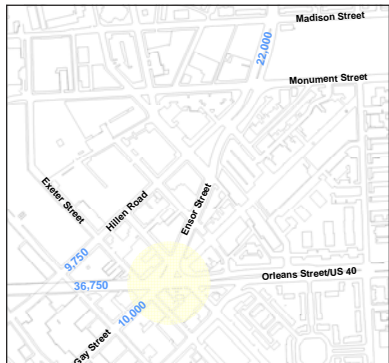 Madison Street
22,000
Monument Street
Exeter Street
Hillen Road
Ensor Street
9,750
Orleans Street/US 40
36,750
10,000
Gay Street